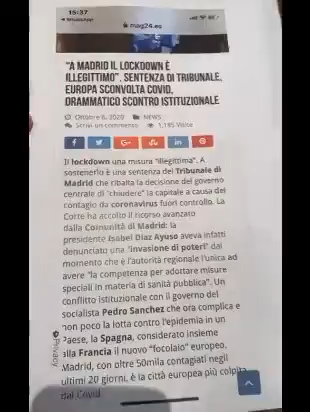 15:37
WhatsApp
mag24.es
"A MADRID IL LOCKDOWN È
ILLEGITTIMO". SENTENZA DI TRIBUNALE,
EUROPA SCONVOLTA COVID,
DRAMMATICO SCONTRO ISTITUZIONALE
Ottobre 8, 2020 NEWS
Scrivi un commento 1,185 Visite
Il lockdown una misura "illegittima". A
sostenerlo è una sentenza del Tribunale di
Madrid che ribalta la decisione del governo
centrale di "chiudere" la capitale a causa del
contagio da coronavirus fuori controllo. La
Corte ha accolto il ricorso avanzato
dalla Comunità di Madrid: la
presidente Isabel Diaz Ayuso aveva infatti
denunciato una "invasione di poteri" dal
momento che è l'autorità regionale l'unica ad
avere "la competenza per adottare misure
speciali in materia di sanità pubblica". Un
conflitto istituzionale con il governo del
socialista Pedro Sanchez che ora complica e
non poco la lotta contro l'epidemia in un
Paese, la Spagna, considerato insieme
alla Francia il nuovo "focolaio" europeo.
Madrid, con oltre 50mila contagiati negli
ultimi 20 giorni, è la città europea più colpita
dal Covid
Privacy